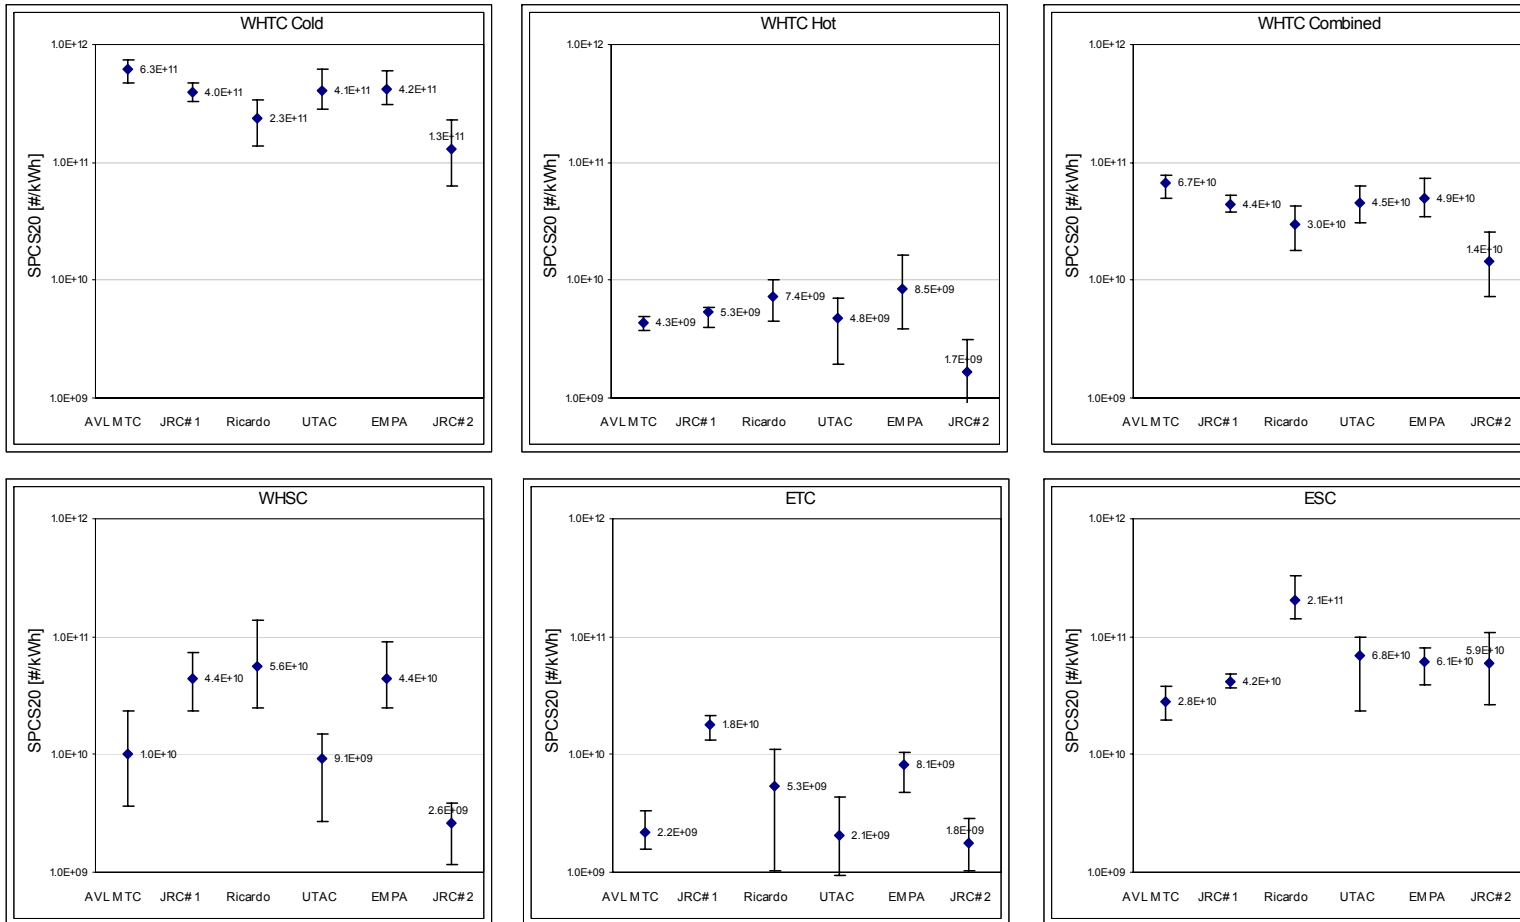 WHTC Cold
1.0E+12
1.0E+11
1.0E+10
1.0E+09
SPCS20 [#/kWh]
6.3E+11
4.0E+11
2.3E+11
4.1E+11
4.2E+11
1.3E+11
AVL MTC JRC#1 Ricardo UTAC EMPA JRC#2
WHTC Hot
1.0E+12
1.0E+11
1.0E+10
1.0E+09
SPCS20 [#/kWh]
4.3E+09
5.3E+09
7.4E+09
4.8E+09
8.5E+09
1.7E+09
AVL MTC JRC#1 Ricardo UTAC EMPA JRC#2
WHTC Combined
1.0E+12
1.0E+11
1.0E+10
1.0E+09
SPCS20 [#/kWh]
6.7E+10
4.4E+10
3.0E+10
4.5E+10
4.9E+10
1.4E+10
AVL MTC JRC#1 Ricardo UTAC EMPA JRC#2
WHSC
1.0E+12
1.0E+11
1.0E+10
1.0E+09
SPCS20 [#/kWh]
1.0E+10
4.4E+10
5.6E+10
9.1E+09
4.4E+10
2.6E+09
AVL MTC JRC#1 Ricardo UTAC EMPA JRC#2
ETC
1.0E+12
1.0E+11
1.0E+10
1.0E+09
SPCS20 [#/kWh]
2.2E+09
1.8E+10
5.3E+09
2.1E+09
8.1E+09
1.8E+09
AVL MTC JRC#1 Ricardo UTAC EMPA JRC#2
ESC
1.0E+12
1.0E+11
1.0E+10
1.0E+09
SPCS20 [#/kWh]
2.8E+10
4.2E+10
2.1E+11
6.8E+10
6.1E+10
5.9E+10
AVL MTC JRC#1 Ricardo UTAC EMPA JRC#2